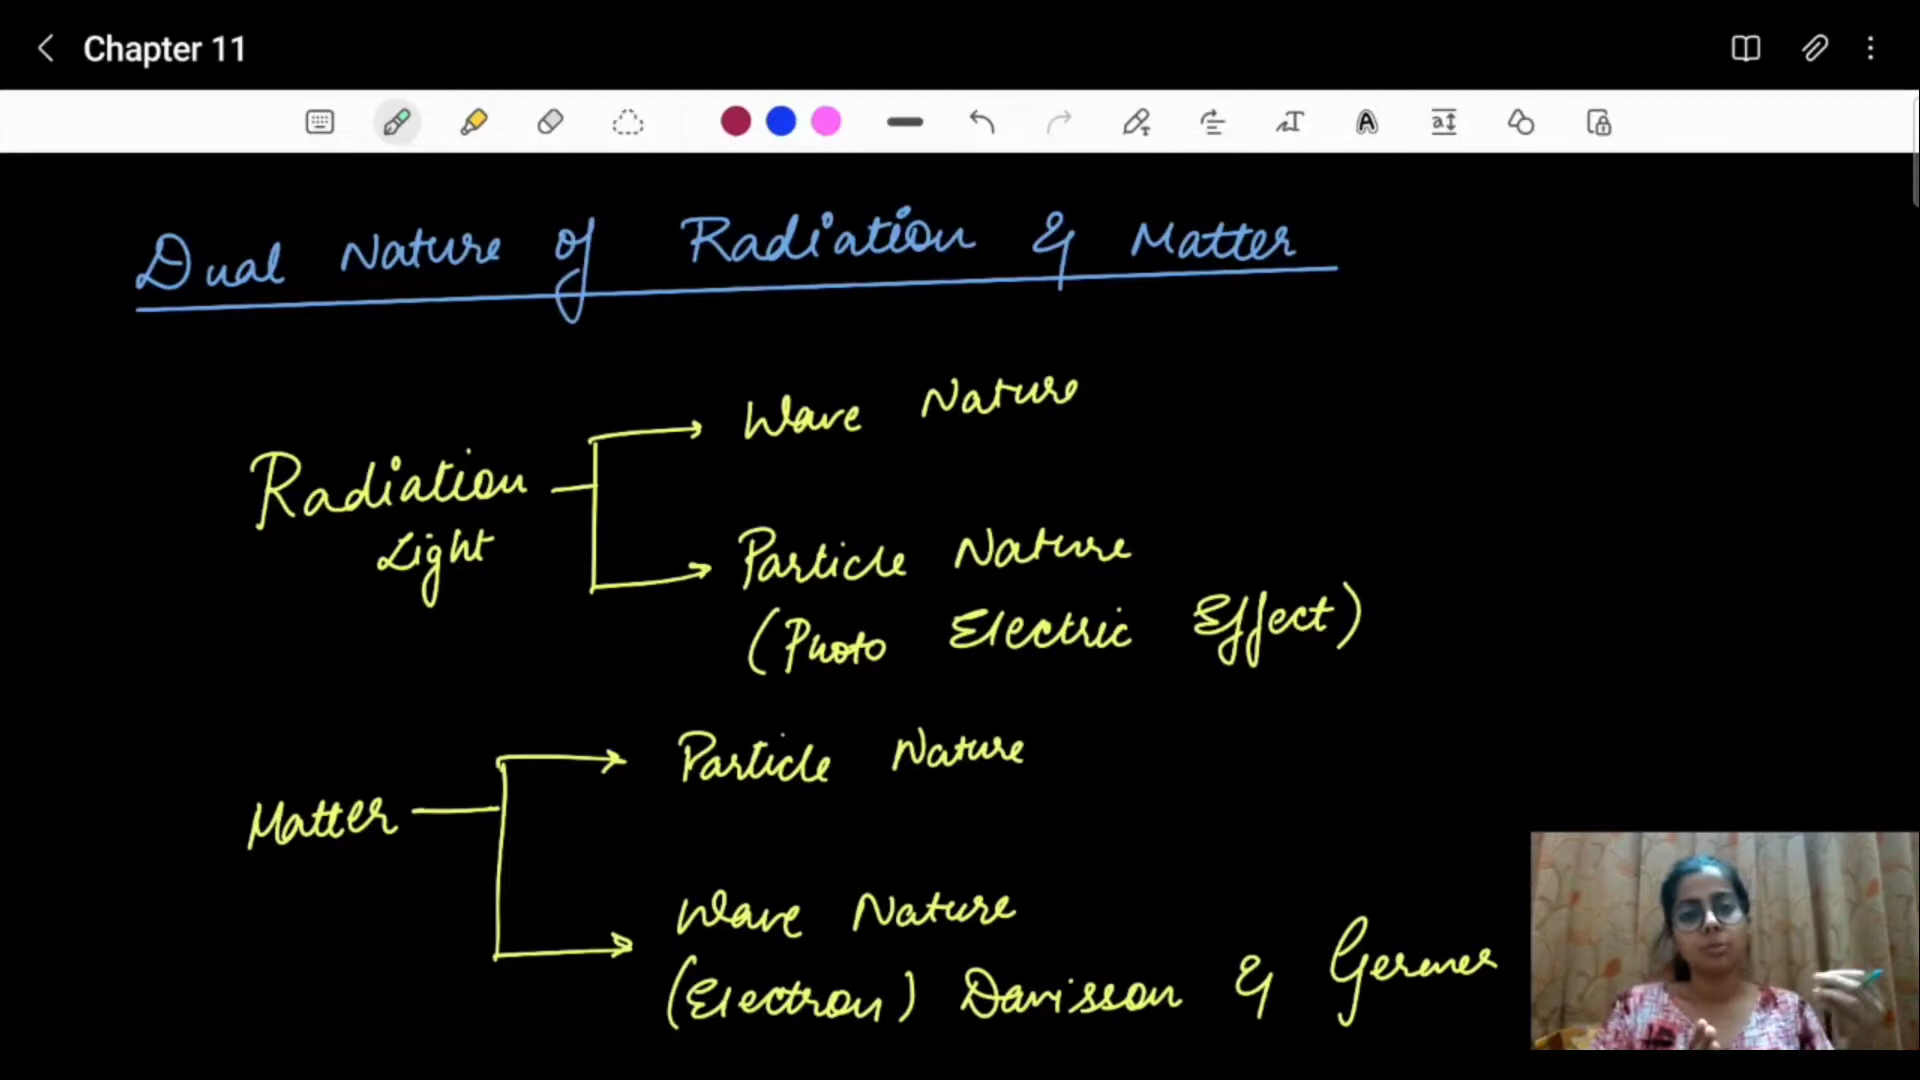 Chapter 11
Dual Nature of Radiation & Matter
Wave Nature
Radiation
Light
Particle Nature
(Photo Electric Effect)
Particle Nature
Matter
Wave Nature
(Electron) Davisson & Germer